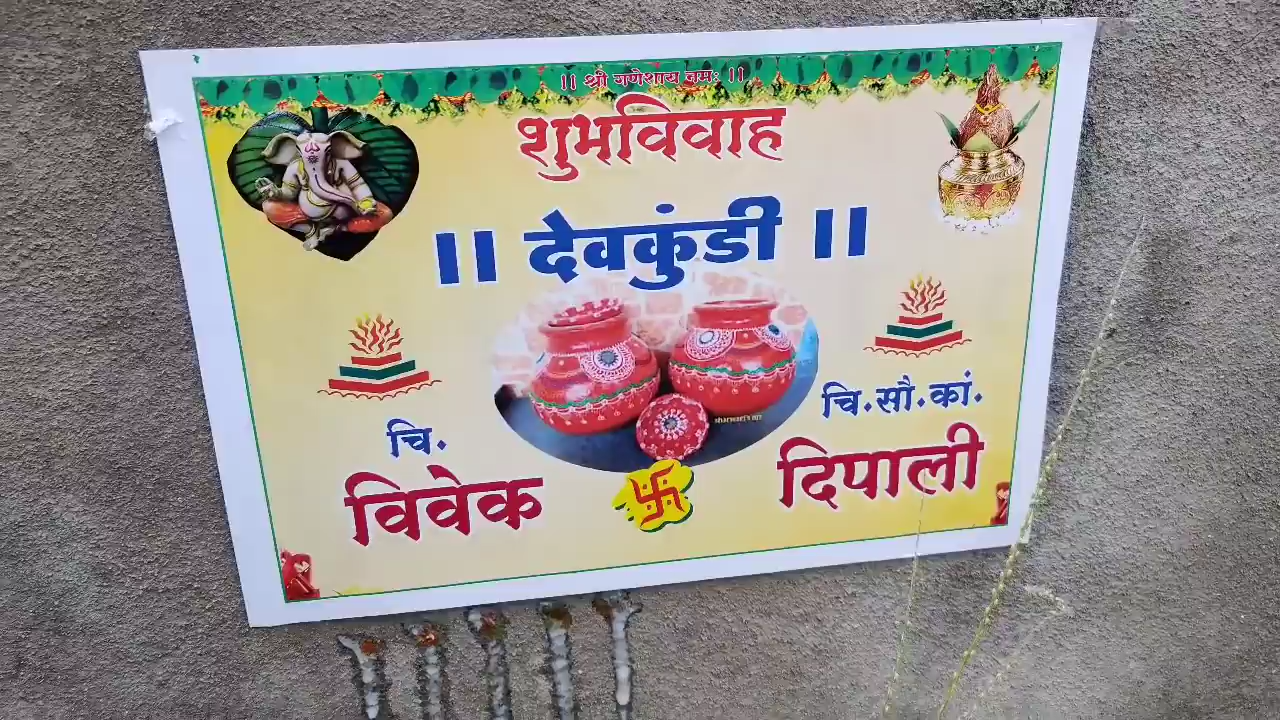 ॥ श्री गणेशाय नमः ॥
शुभविवाह
॥ देवकुंडी ॥
चि.सौ.कां.
चि.
विवेक
दिपाली